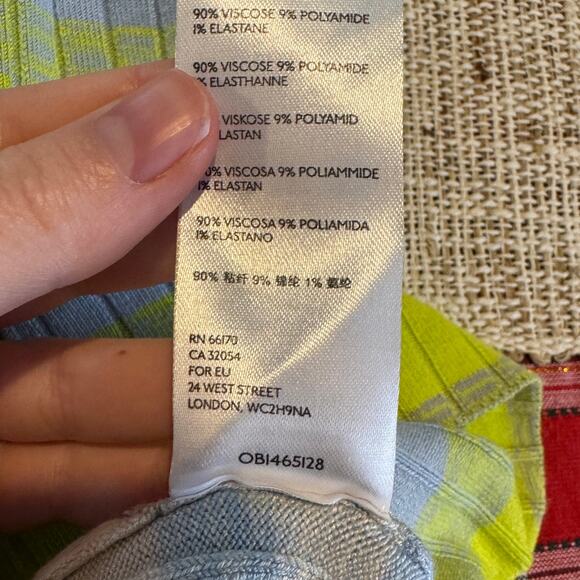 90% VISCOSE 9% POLYAMIDE
1% ELASTANE
90% VISCOSE 9% POLYAMIDE
% ELASTHANNE
% VISKOSE 9% POLYAMID
ELASTAN
0% VISCOSA 9% POLIAMMIDE
1% ELASTAN
90% VISCOSA 9% POLIAMIDA
1% ELASTANO
90% 粘纤 9% 锦纶 1% 氨纶
RN 66170
CA 32054
FOR EU
24 WEST STREET
LONDON, WC2H9NA
OB1465128